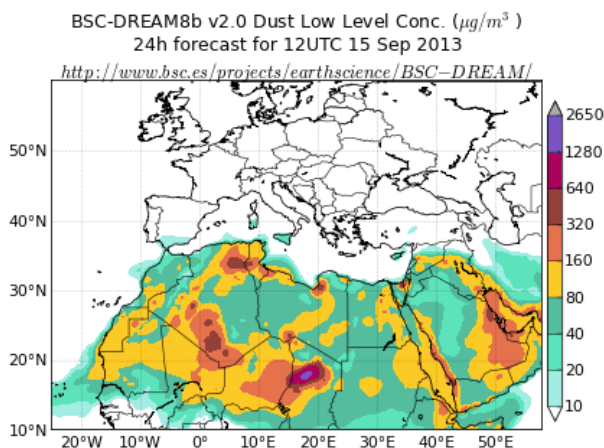 BSC-DREAM8b v2.0 Dust Low Level Conc. (μg/m³ )
24h forecast for 12UTC 15 Sep 2013
http://www.bsc.es/projects/earthscience/BSC−DREAM/
50°N
40°N
30°N
20°N
10°N
20°W 10°W 0° 10°E 20°E 30°E 40°E 50°E
2650
1280
640
320
160
80
40
20
10